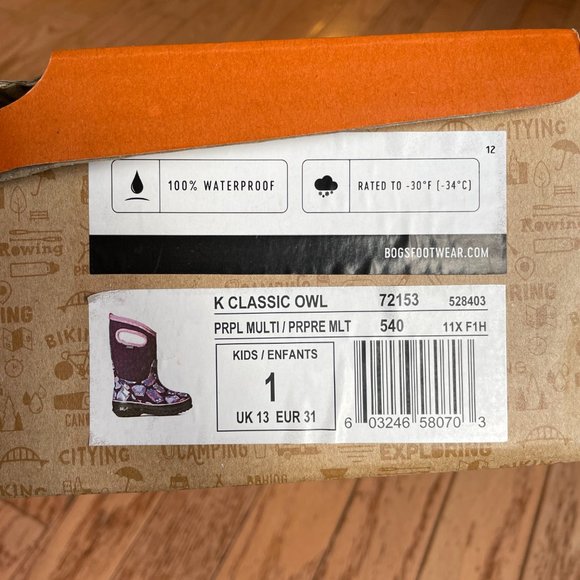 CITYING
12
100% WATERPROOF
RATED TO -30°F (-34°C)
Rowing
BOGSFOOTWEAR.COM
K CLASSIC OWL 72153 528403
PRPL MULTI / PRPRE MLT 540 11X F1H
KIDS / ENFANTS
1
UK 13 EUR 31
6 03246 58070 3
BIKING
CITYING
CAMPING
EXPLORING